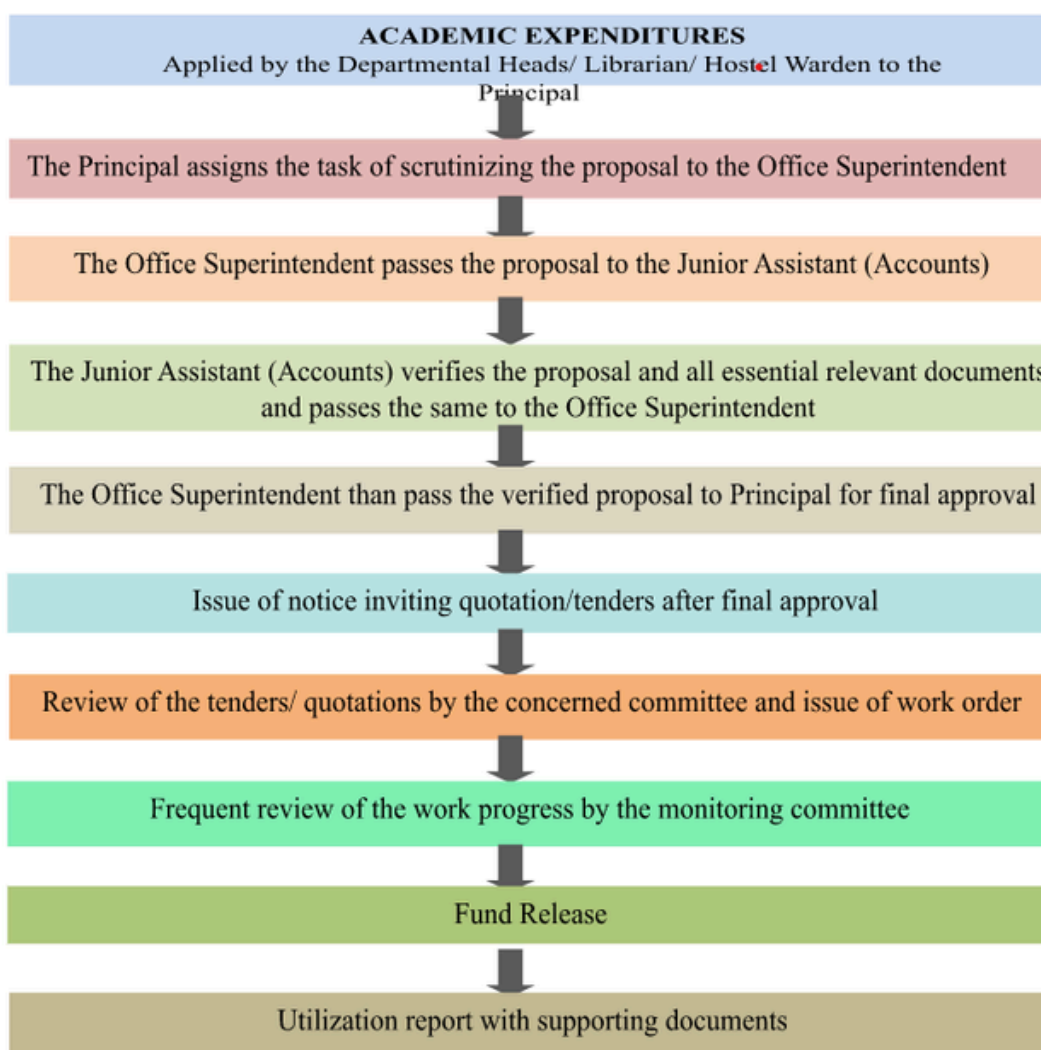 ACADEMIC EXPENDITURES
Applied by the Departmental Heads/ Librarian/ Hostel Warden to the
Principal
The Principal assigns the task of scrutinizing the proposal to the Office Superintendent
The Office Superintendent passes the proposal to the Junior Assistant (Accounts)
The Junior Assistant (Accounts) verifies the proposal and all essential relevant documents
and passes the same to the Office Superintendent
The Office Superintendent than pass the verified proposal to Principal for final approval
Issue of notice inviting quotation/tenders after final approval
Review of the tenders/ quotations by the concerned committee and issue of work order
Frequent review of the work progress by the monitoring committee
Fund Release
Utilization report with supporting documents